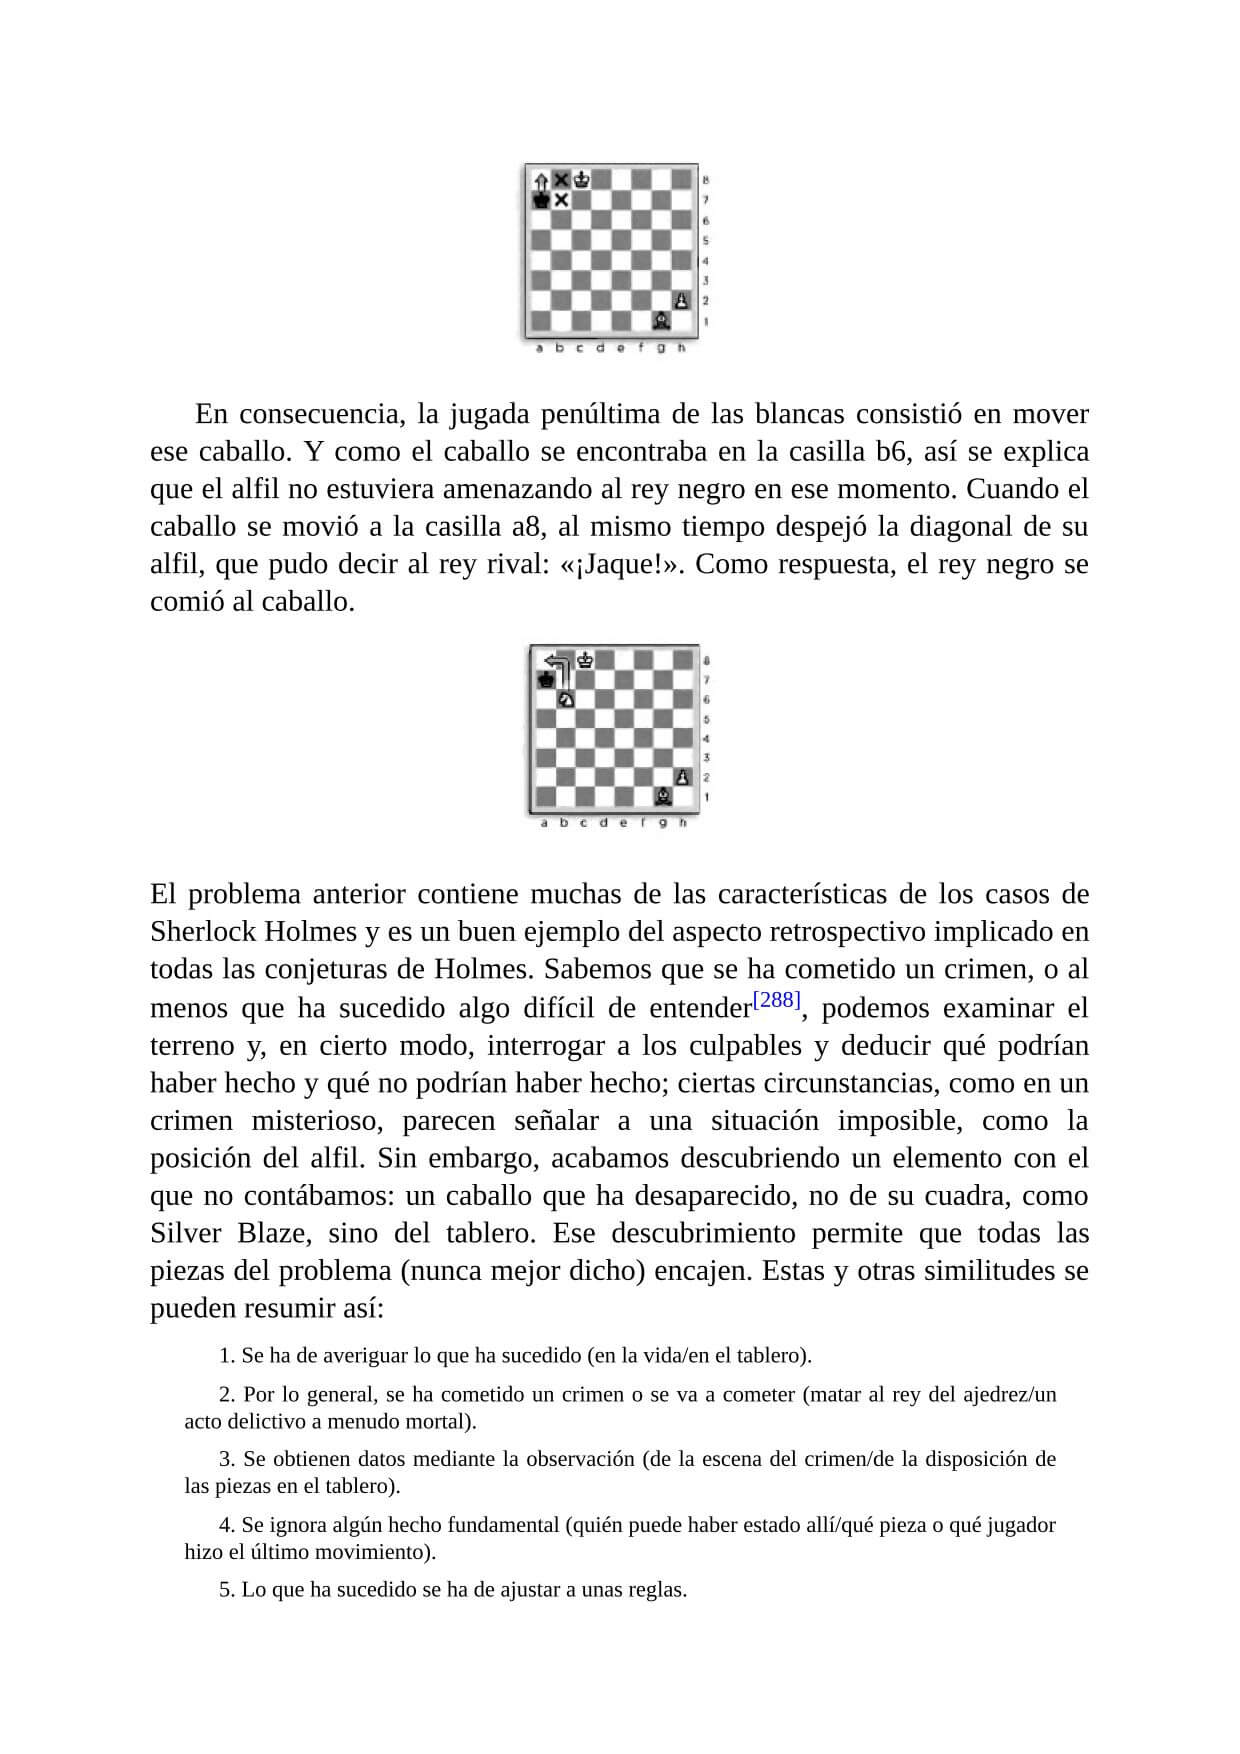 8
7
6
5
4
3
2
1
a b c d e f g h
En consecuencia, la jugada penúltima de las blancas consistió en mover
ese caballo. Y como el caballo se encontraba en la casilla b6, así se explica
que el alfil no estuviera amenazando al rey negro en ese momento. Cuando el
caballo se movió a la casilla a8, al mismo tiempo despejó la diagonal de su
alfil, que pudo decir al rey rival: «¡Jaque!». Como respuesta, el rey negro se
comió al caballo.
8
7
6
5
4
3
2
1
a b c d e f g h
El problema anterior contiene muchas de las características de los casos de
Sherlock Holmes y es un buen ejemplo del aspecto retrospectivo implicado en
todas las conjeturas de Holmes. Sabemos que se ha cometido un crimen, o al
menos que ha sucedido algo difícil de entender[288], podemos examinar el
terreno y, en cierto modo, interrogar a los culpables y deducir qué podrían
haber hecho y qué no podrían haber hecho; ciertas circunstancias, como en un
crimen misterioso, parecen señalar a una situación imposible, como la
posición del alfil. Sin embargo, acabamos descubriendo un elemento con el
que no contábamos: un caballo que ha desaparecido, no de su cuadra, como
Silver Blaze, sino del tablero. Ese descubrimiento permite que todas las
piezas del problema (nunca mejor dicho) encajen. Estas y otras similitudes se
pueden resumir así:
1. Se ha de averiguar lo que ha sucedido (en la vida/en el tablero).
2. Por lo general, se ha cometido un crimen o se va a cometer (matar al rey del ajedrez/un
acto delictivo a menudo mortal).
3. Se obtienen datos mediante la observación (de la escena del crimen/de la disposición de
las piezas en el tablero).
4. Se ignora algún hecho fundamental (quién puede haber estado allí/qué pieza o qué jugador
hizo el último movimiento).
5. Lo que ha sucedido se ha de ajustar a unas reglas.